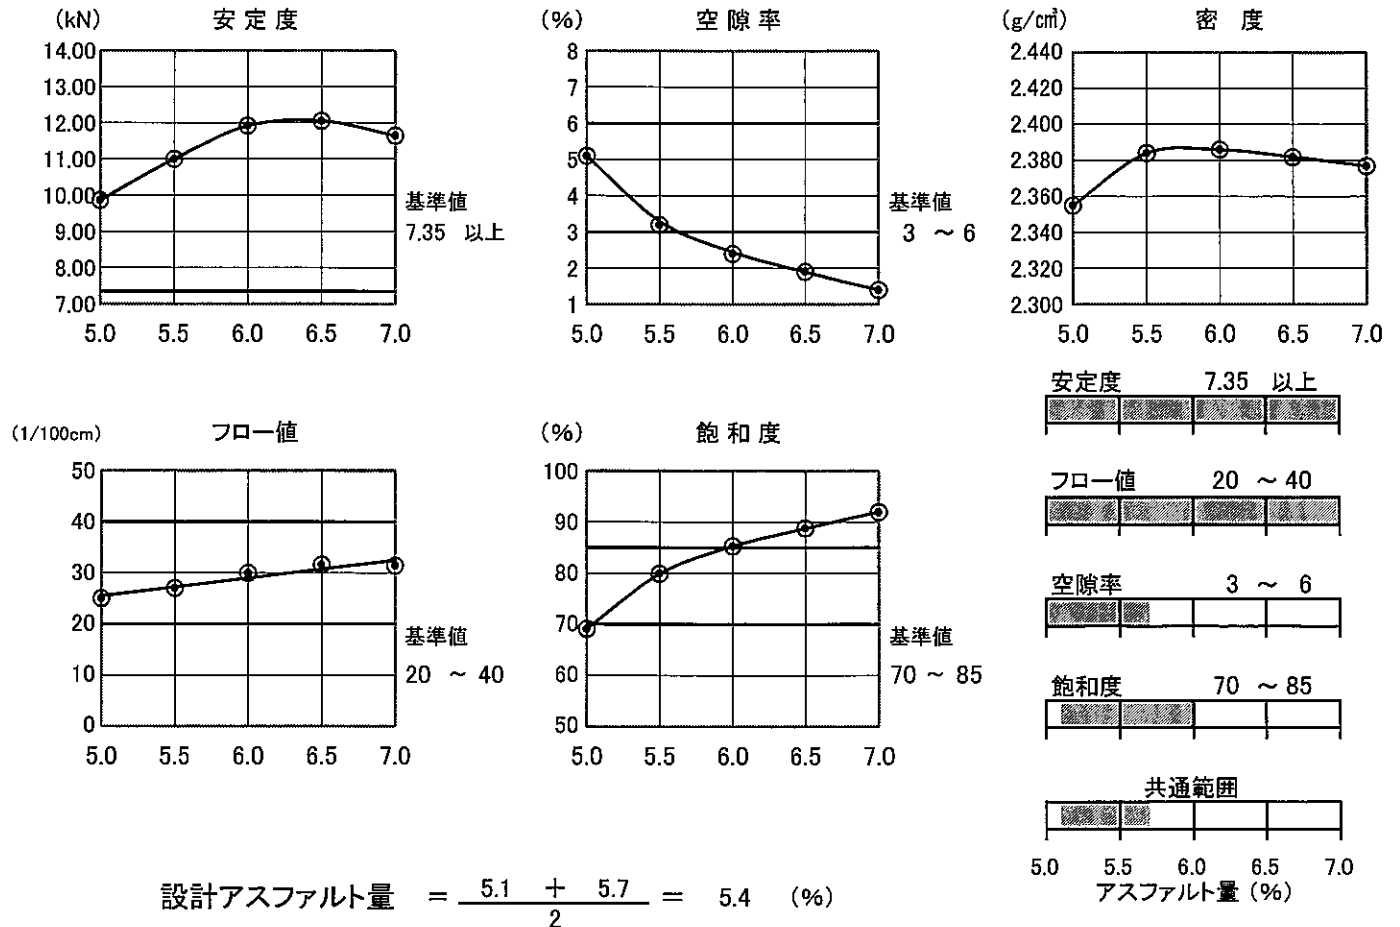 (kN) 安 定 度
14.00
13.00
12.00
11.00
10.00
9.00
8.00
7.00
5.0 5.5 6.0 6.5 7.0
基準値
7.35 以上
(%) 空 隙 率
8
7
6
5
4
3
2
1
5.0 5.5 6.0 6.5 7.0
基準値
3 ～ 6
(g/c㎥) 密 度
2.440
2.420
2.400
2.380
2.360
2.340
2.320
2.300
5.0 5.5 6.0 6.5 7.0
(1/100cm) フロー値
50
40
30
20
10
0
5.0 5.5 6.0 6.5 7.0
基準値
20 ～ 40
(%) 飽 和 度
100
90
80
70
60
50
5.0 5.5 6.0 6.5 7.0
基準値
70 ～ 85
安定度 7.35 以上
フロー値 20 ～ 40
空隙率 3 ～ 6
飽和度 70 ～ 85
共通範囲
5.0 5.5 6.0 6.5 7.0
アスファルト量 (%)
設計アスファルト量 = 5.1 + 5.7 = 5.4 (%)
2